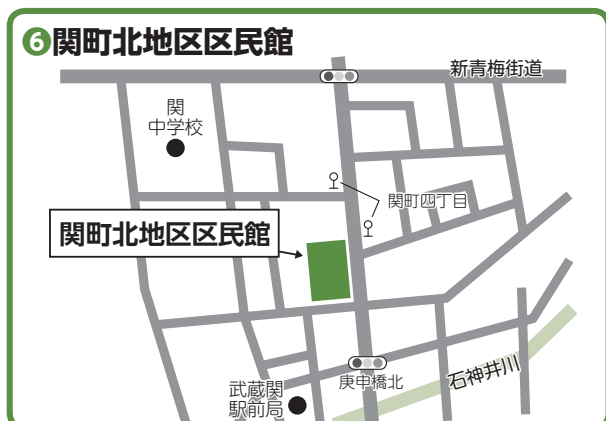 ❻関町北地区区民館
新青梅街道
関
中学校
関町四丁目
関町北地区区民館
庚申橋北
石神井川
武蔵関
駅前局